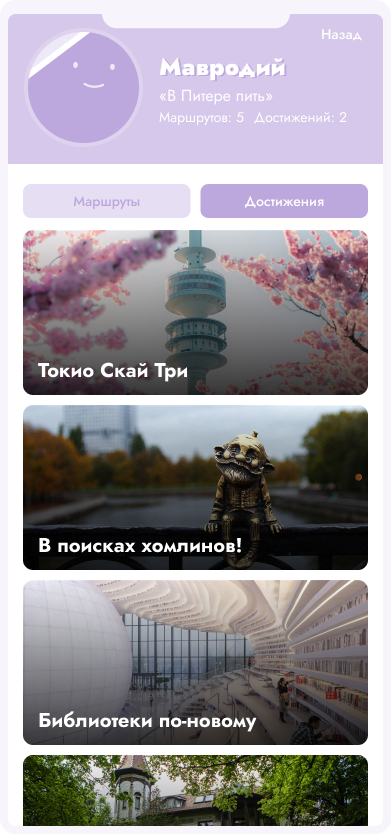 Назад
Мавродий
«В Питере пить»
Маршрутов: 5 Достижений: 2
Маршруты
Достижения
Токио Скай Три
В поисках хомлинов!
Библиотеки по-новому